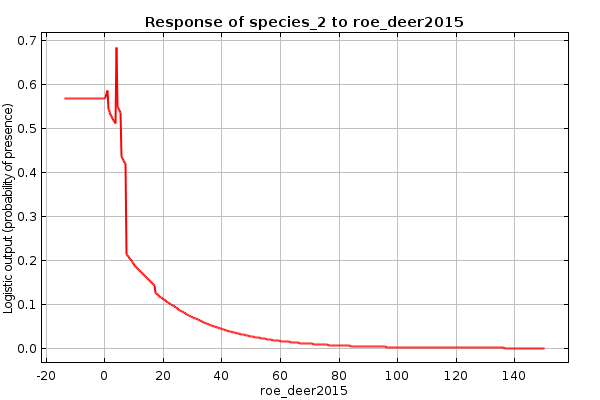 Response of species_2 to roe_deer2015
Logistic output (probability of presence)
0.7
0.6
0.5
0.4
0.3
0.2
0.1
0.0
-20 0 20 40 60 80 100 120 140
roe_deer2015